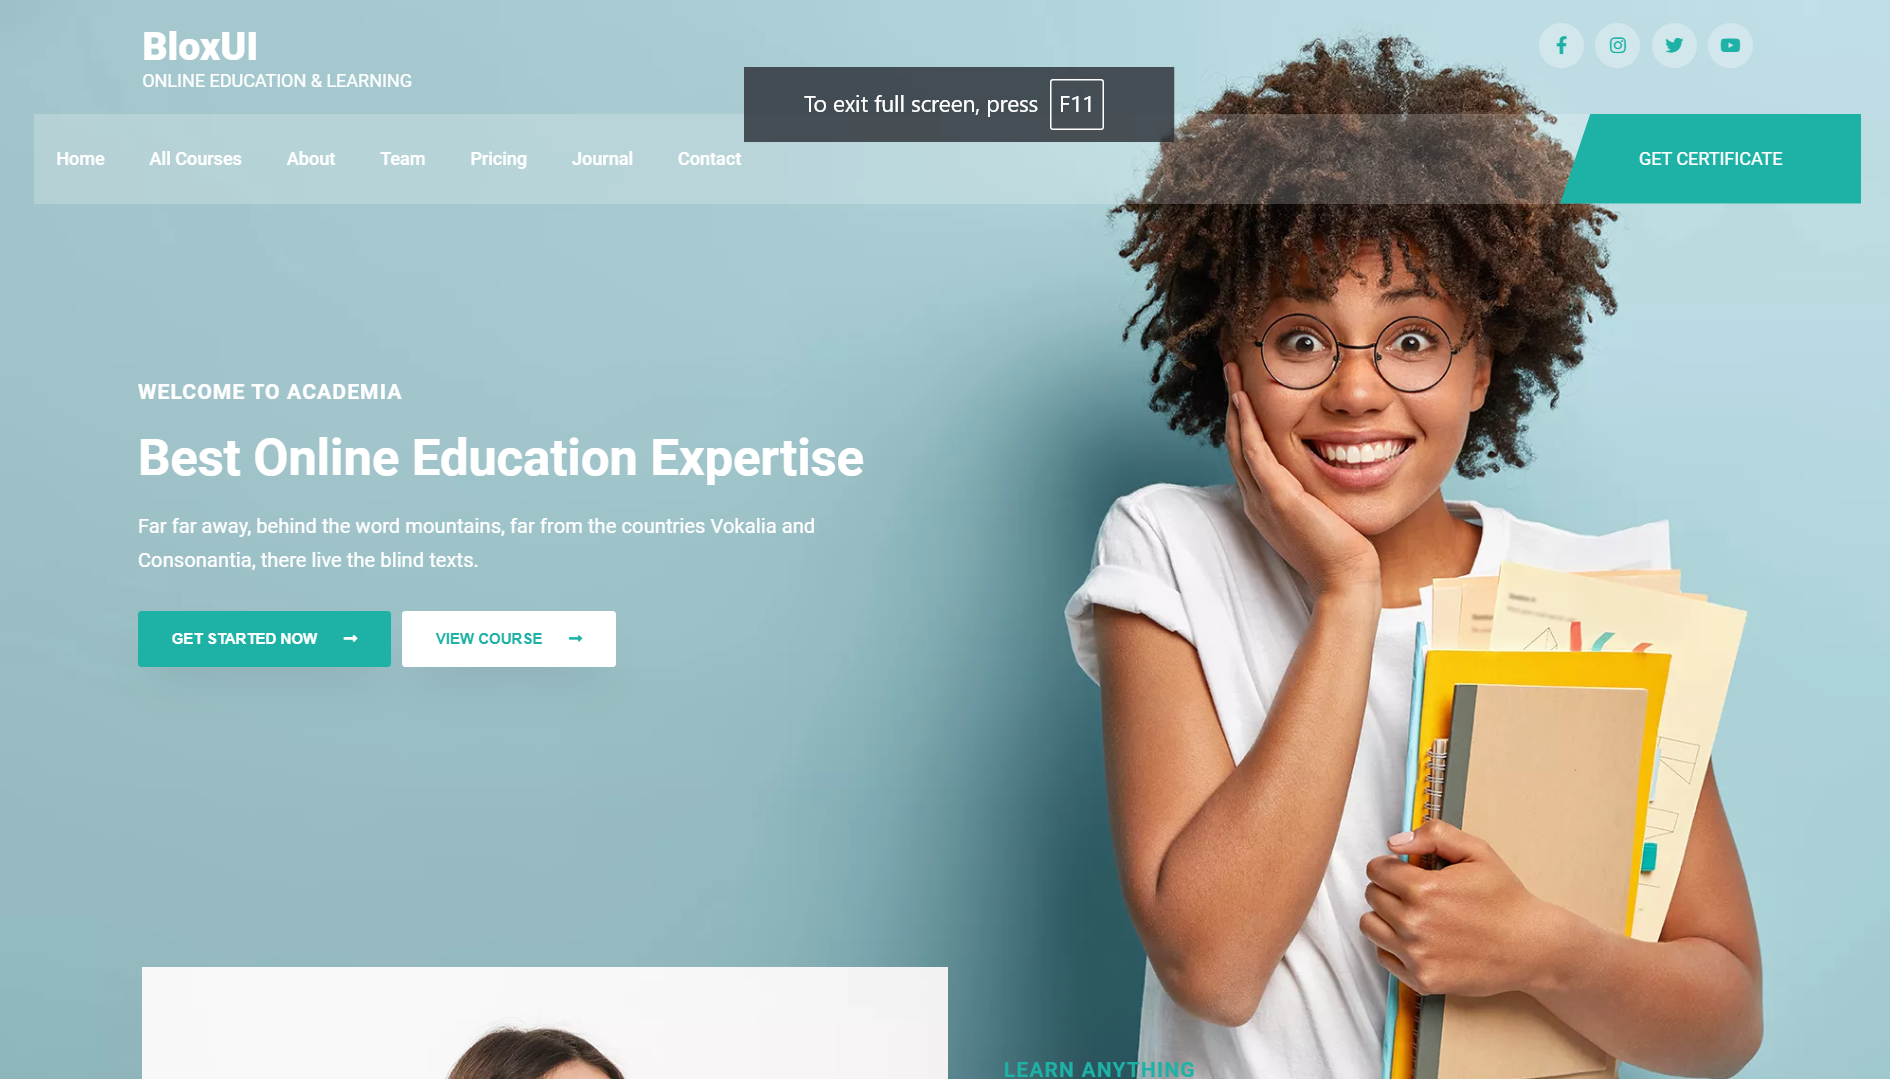 BloxUI
ONLINE EDUCATION & LEARNING
To exit full screen, press F11
Home All Courses About Team Pricing Journal Contact
GET CERTIFICATE
WELCOME TO ACADEMIA
Best Online Education Expertise
Far far away, behind the word mountains, far from the countries Vokalia and
Consonantia, there live the blind texts.
GET STARTED NOW
VIEW COURSE
LEARN ANYTHING